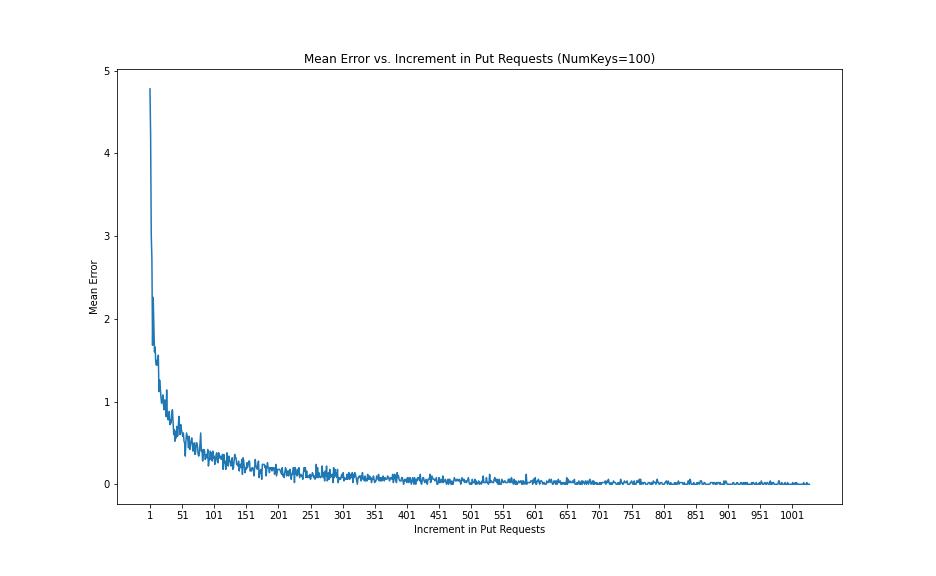 Mean Error vs. Increment in Put Requests (NumKeys=100)
5
4
3
2
1
0
Mean Error
1 51 101 151 201 251 301 351 401 451 501 551 601 651 701 751 801 851 901 951 1001
Increment in Put Requests